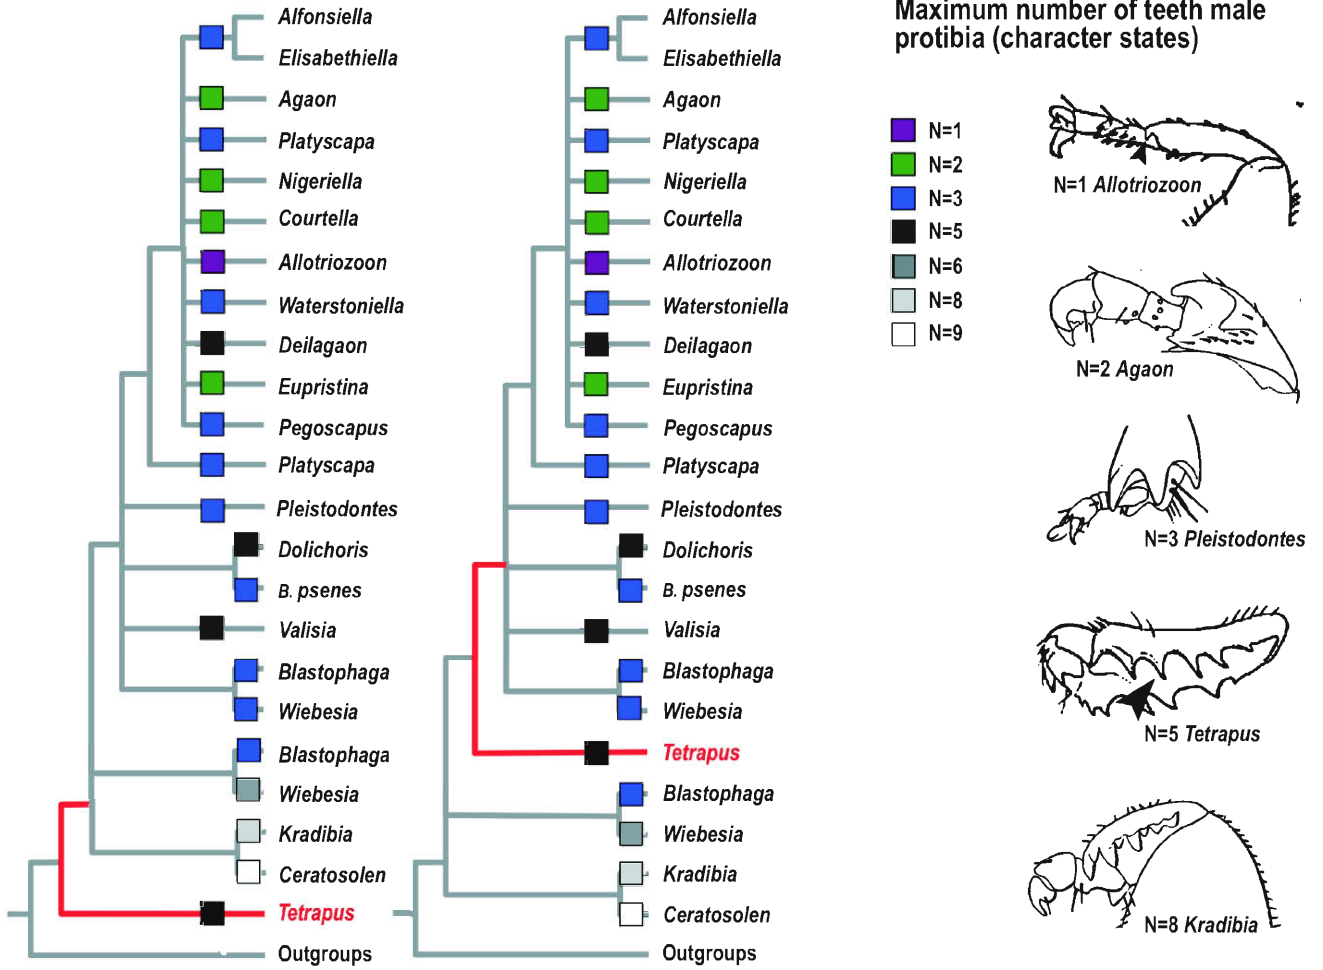 Alfonsiella
Elisabethiella
Agaon
Platyscapa
Nigeriella
Courtella
Allotriozoon
Waterstoniella
Deilagaon
Eupristina
Pegoscapus
Platyscapa
Pleistodontes
Dolichoris
B. psenes
Valisia
Blastophaga
Wiebesia
Blastophaga
Wiebesia
Kradibia
Ceratosolen
Tetrapus
Outgroups
Alfonsiella
Elisabethiella
Agaon
Platyscapa
Nigeriella
Courtella
Allotriozoon
Waterstoniella
Deilagaon
Eupristina
Pegoscapus
Platyscapa
Pleistodontes
Dolichoris
B. psenes
Valisia
Blastophaga
Wiebesia
Tetrapus
Blastophaga
Wiebesia
Kradibia
Ceratosolen
Outgroups
Maximum number of teeth male
protibia (character states)
N=1
N=2
N=3
N=5
N=6
N=8
N=9
N=1 Allotriozoon
N=2 Agaon
N=3 Pleistodontes
N=5 Tetrapus
N=8 Kradibia